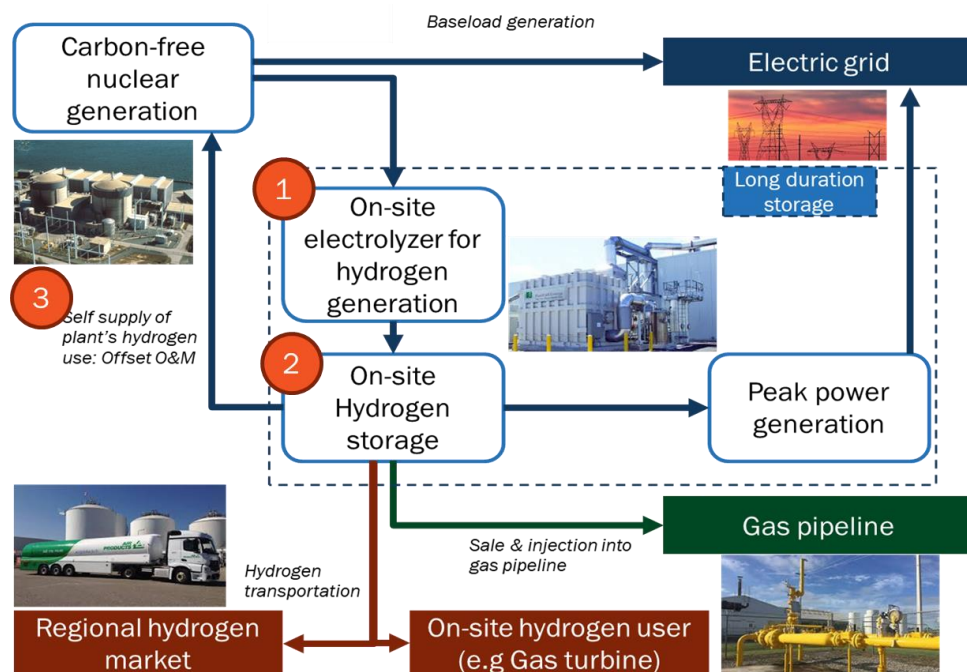 Baseload generation
Carbon-free
nuclear
generation
Electric grid
1
On-site
electrolyzer for
hydrogen
generation
Long duration
storage
3
Self supply of
plant's hydrogen
use: Offset O&M
2
On-site
Hydrogen
storage
Peak power
generation
AIR
PRODUCTS
Sale & injection into
gas pipeline
Gas pipeline
Hydrogen
transportation
Regional hydrogen
market
On-site hydrogen user
(e.g Gas turbine)